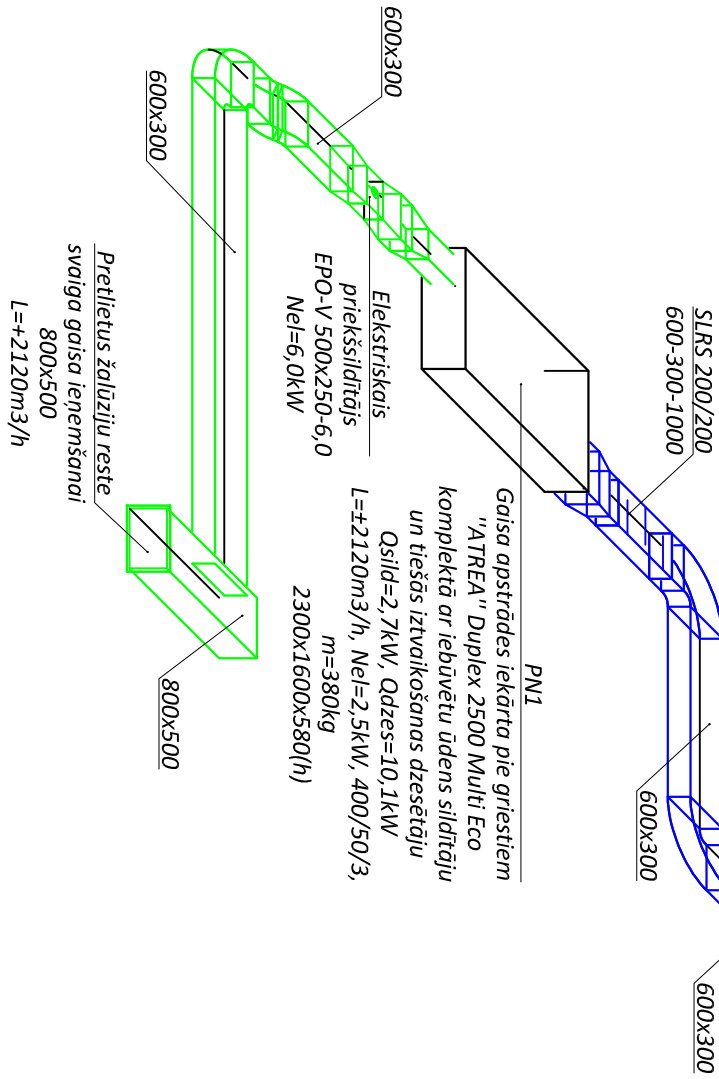 600x300
SLRS 200/200
600-300-1000
600x300
Elekstriskais
priekšsildītājs
EPO-V 500x250-6,0
Nel=6,0kW
Pretlietus žalūziju reste
svaiga gaisa ieņemšanai
800x500
L=+2120m3/h
PN1
Gaisa apstrādes iekārta pie griestiem
"ATREA" Duplex 2500 Multi Eco
komplektā ar iebūvētu ūdens sildītāju
un tiešās iztvaikošanas dzesētāju
Qsild=2,7kW, Qdzes=10,1kW
L=±2120m3/h, Nel=2,5kW, 400/50/3,
m=380kg
2300x1600x580(h)
800x500
600x300
600x300